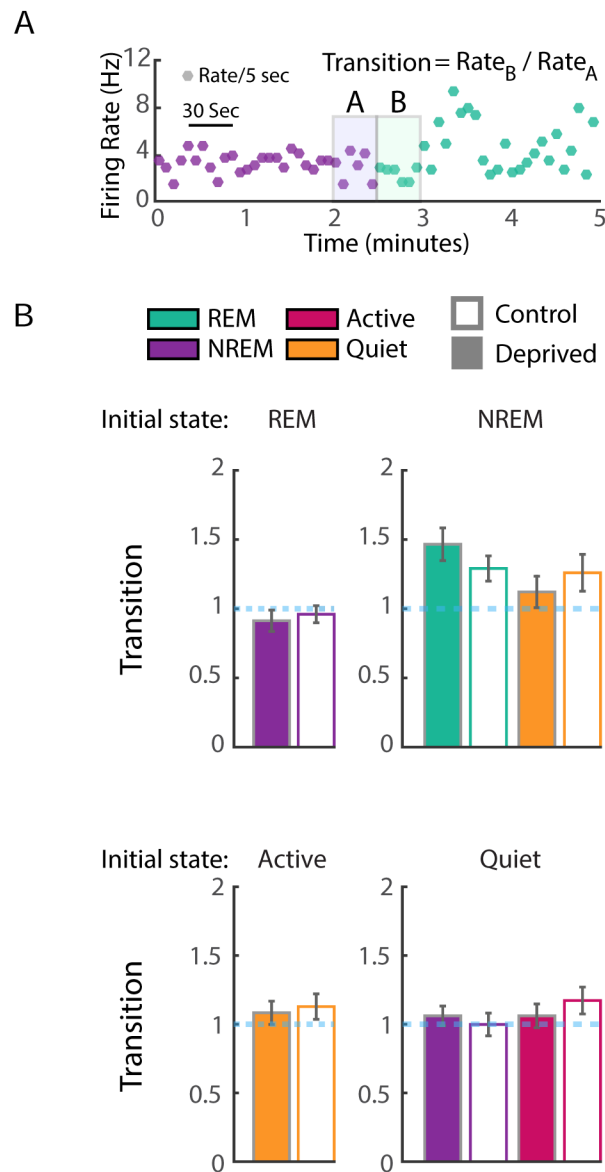 A
Firing Rate (Hz)
12
8
4
0
Rate/5 sec
30 Sec
Transition = Rate_B / Rate_A
A B
0 1 2 3 4 5
Time (minutes)
B
REM Active Control
NREM Quiet Deprived
Initial state: REM NREM
Transition
2
1.5
1
0.5
0
2
1.5
1
0.5
0
Initial state: Active Quiet
Transition
2
1.5
1
0.5
0
2
1.5
1
0.5
0